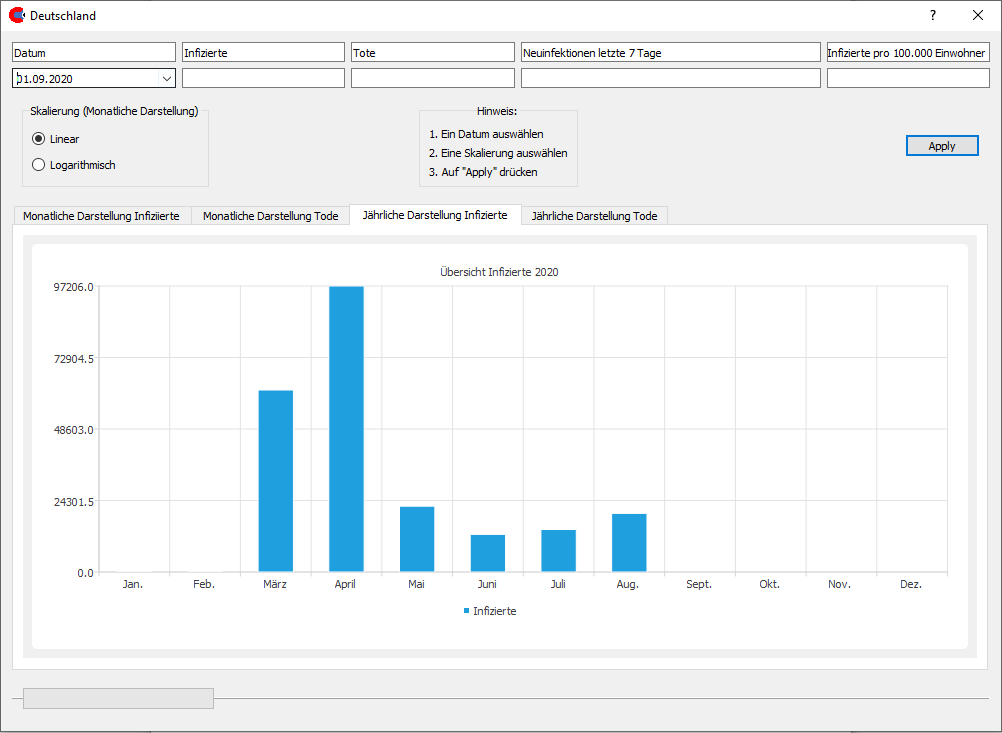 Deutschland
?
Datum
Infizierte
Tote
Neuinfektionen letzte 7 Tage
Infizierte pro 100.000 Einwohner
01.09.2020
Skalierung (Monatliche Darstellung)
Linear
Logarithmisch
Hinweis:
1. Ein Datum auswählen
2. Eine Skalierung auswählen
3. Auf "Apply" drücken
Apply
Monatliche Darstellung Infiziierte
Monatliche Darstellung Tode
Jährliche Darstellung Infizierte
Jährliche Darstellung Tode
Übersicht Infizierte 2020
97206.0
72904.5
48603.0
24301.5
0.0
Jan.
Feb.
März
April
Mai
Juni
Juli
Aug.
Sept.
Okt.
Nov.
Dez.
Infizierte